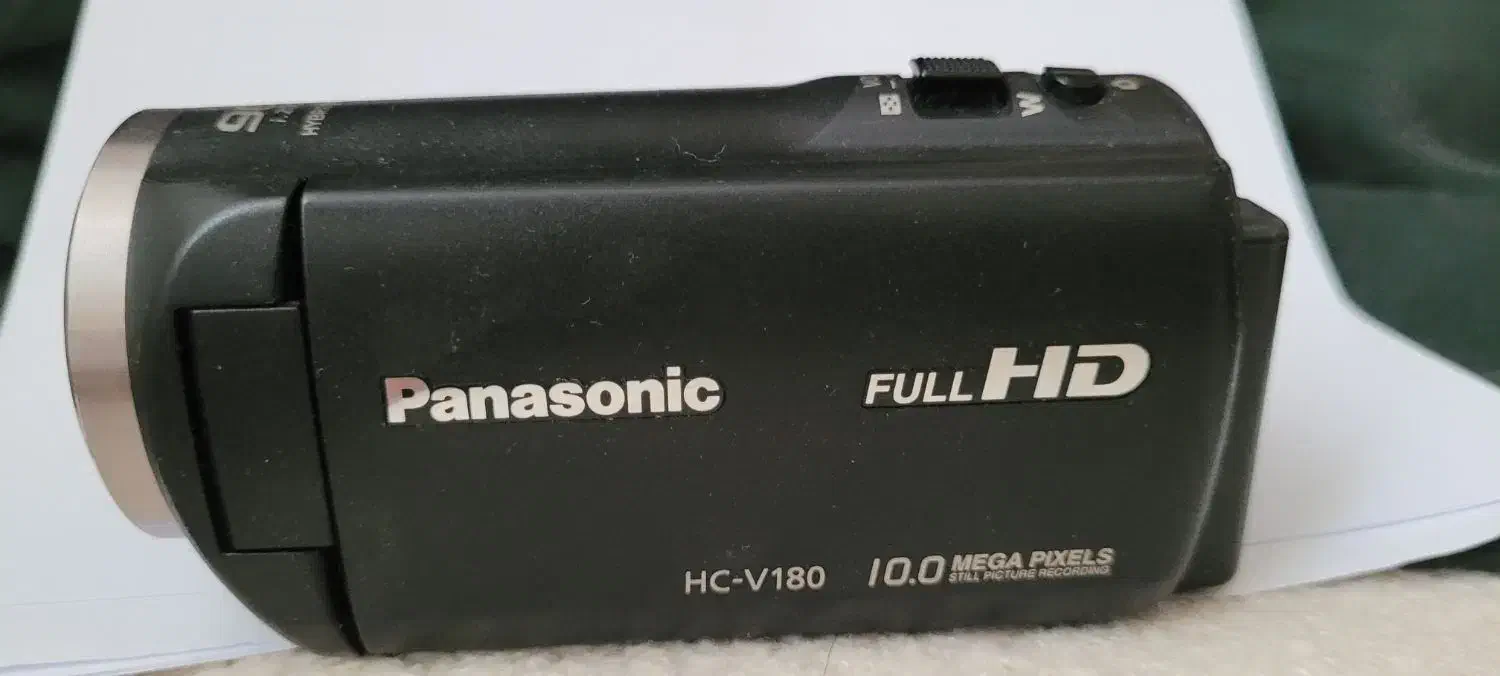 W
Panasonic
FULL HD
HC-V180
10.0 MEGA PIXELS
STILL PICTURE RECORDING